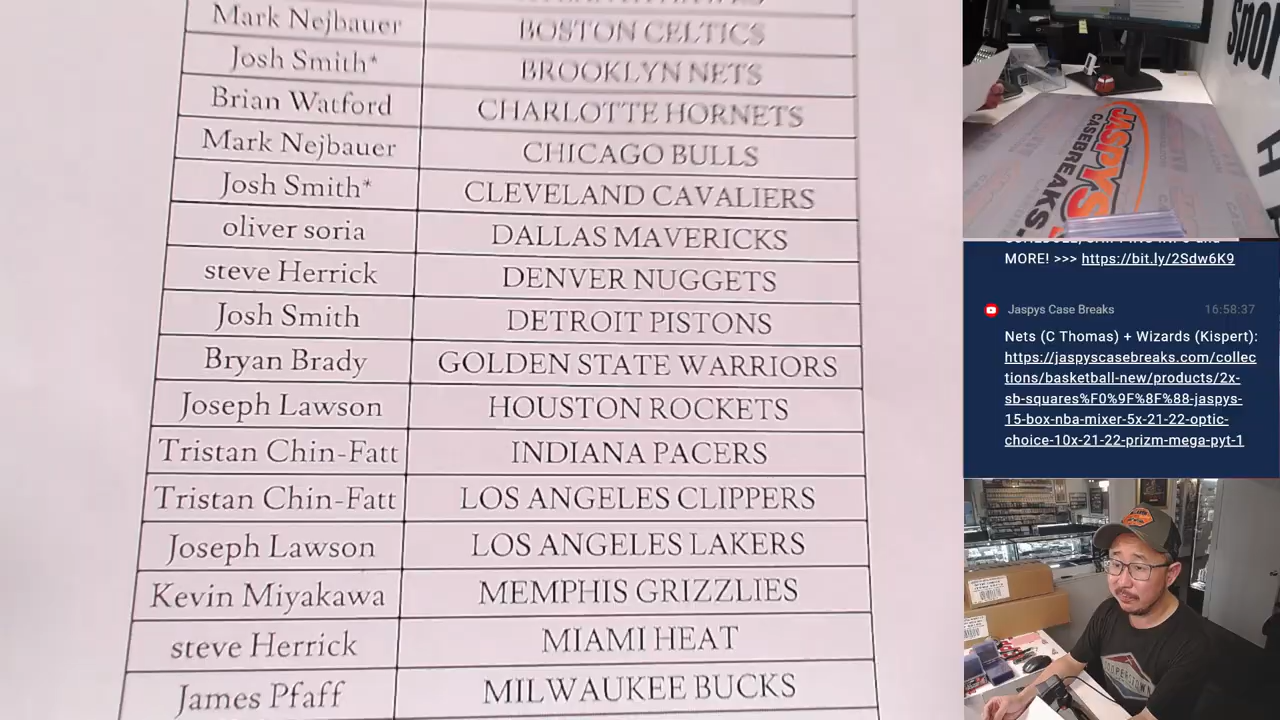 Mark Nejbauer BOSTON CELTICS
Josh Smith* BROOKLYN NETS
Brian Watford CHARLOTTE HORNETS
Mark Nejbauer CHICAGO BULLS
Josh Smith* CLEVELAND CAVALIERS
oliver soria DALLAS MAVERICKS
steve Herrick DENVER NUGGETS
Josh Smith DETROIT PISTONS
Bryan Brady GOLDEN STATE WARRIORS
Joseph Lawson HOUSTON ROCKETS
Tristan Chin-Fatt INDIANA PACERS
Tristan Chin-Fatt LOS ANGELES CLIPPERS
Joseph Lawson LOS ANGELES LAKERS
Kevin Miyakawa MEMPHIS GRIZZLIES
steve Herrick MIAMI HEAT
James Pfaff MILWAUKEE BUCKS
Spor
JASPYS
CASEBREAKS
MORE! >>> https://bit.ly/2Sdw6K9
Jaspys Case Breaks 16:58:37
Nets (C Thomas) + Wizards (Kispert):
https://jaspyscasebreaks.com/collec
tions/basketball-new/products/2x-
sb-squares%F0%9F%8F%88-jaspys-
15-box-nba-mixer-5x-21-22-optic-
choice-10x-21-22-prizm-mega-pyt-1